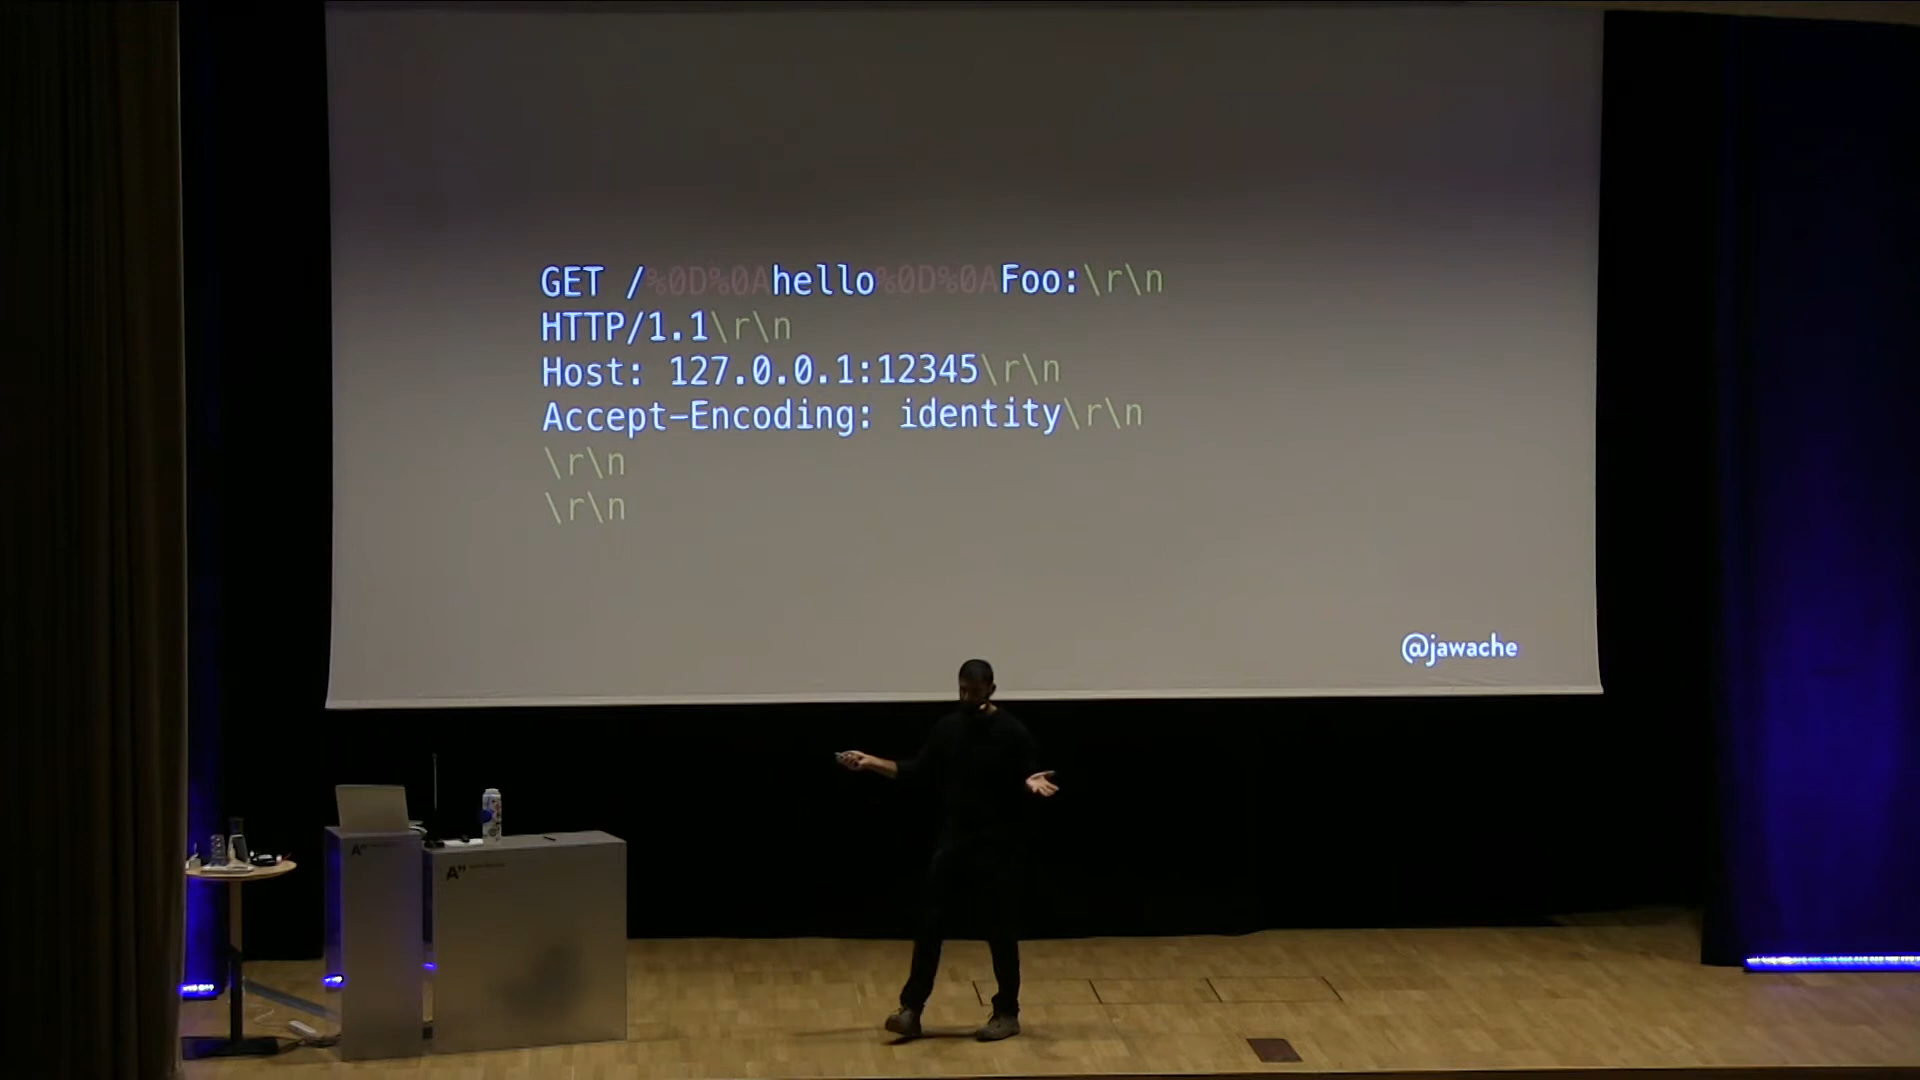 GET /%0D%0Ahello%0D%0AFoo:\r\n
HTTP/1.1\r\n
Host: 127.0.0.1:12345\r\n
Accept-Encoding: identity\r\n
\r\n
\r\n
@jawache
A"
A"